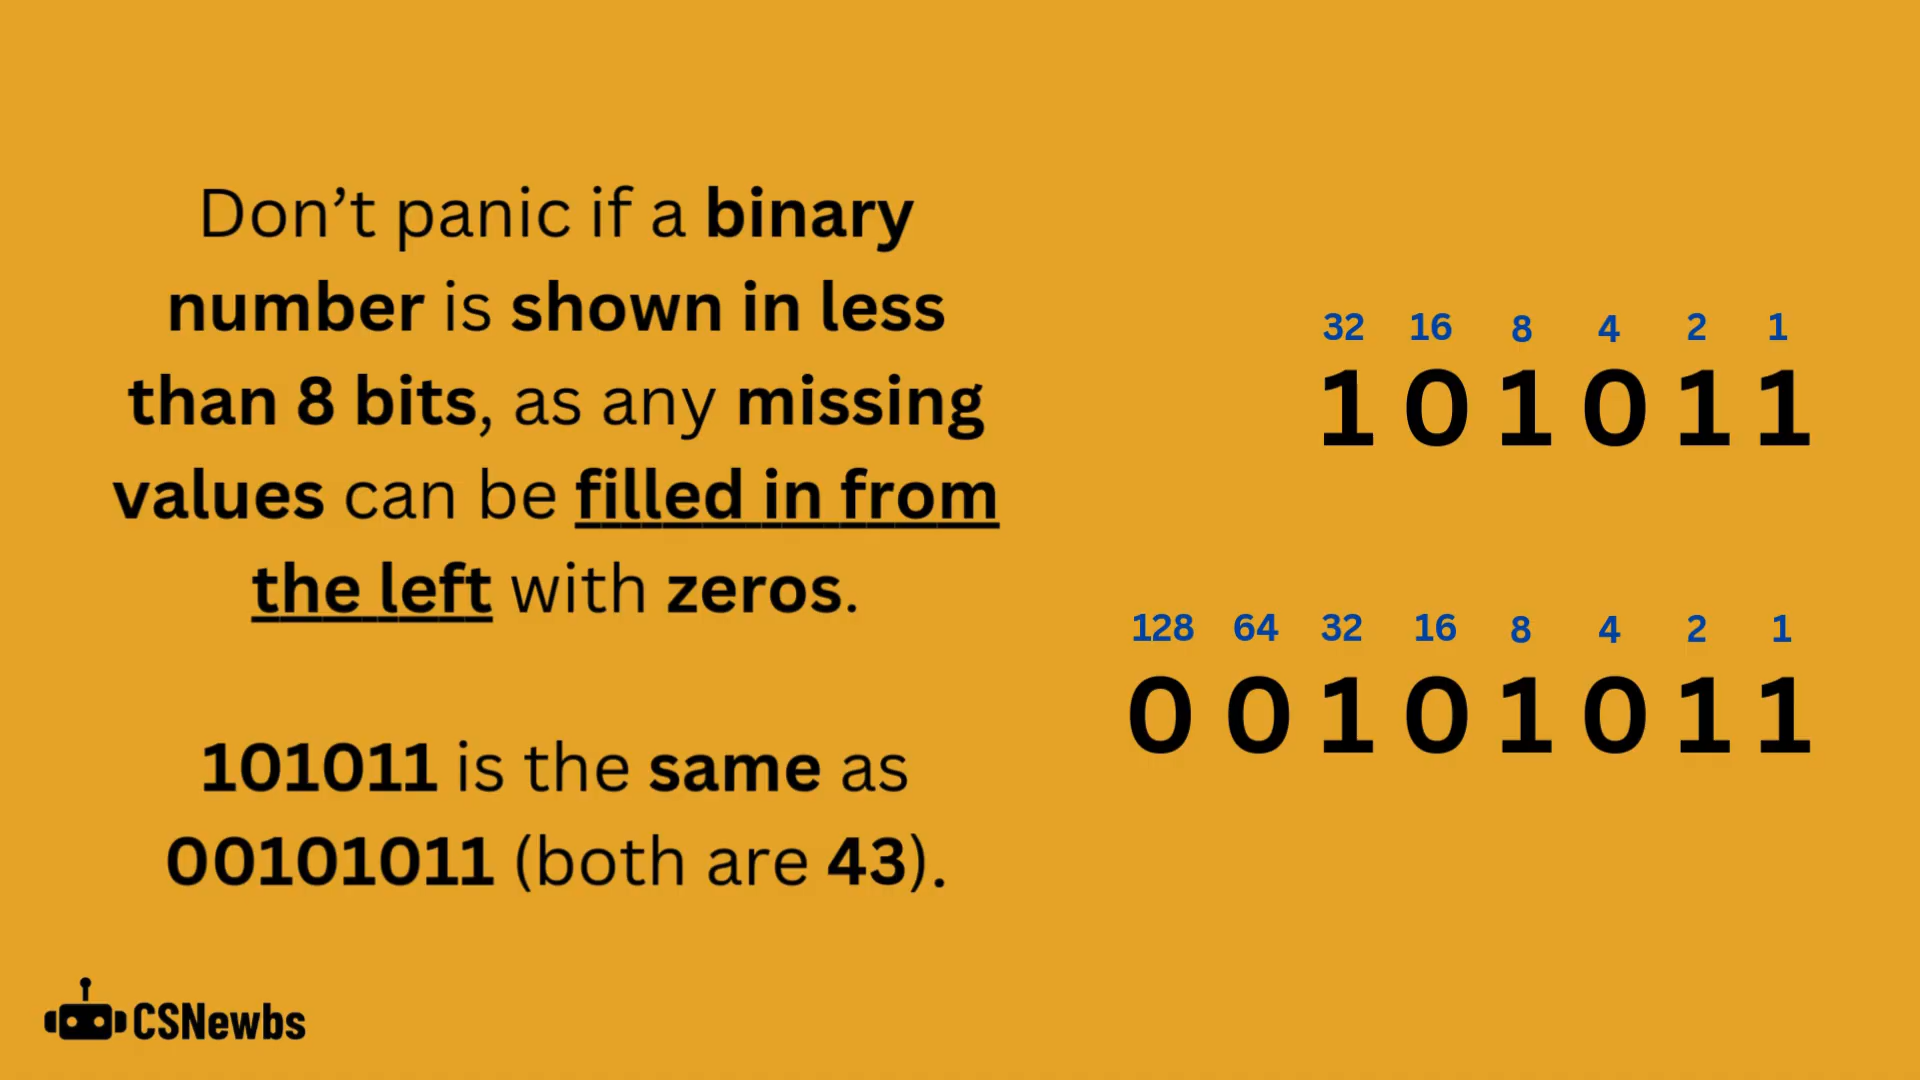 Don't panic if a binary
number is shown in less
than 8 bits, as any missing
values can be filled in from
the left with zeros.
101011 is the same as
00101011 (both are 43).
32 16 8 4 2 1
1 0 1 0 1 1
128 64 32 16 8 4 2 1
0 0 1 0 1 0 1 1
CSNewbs